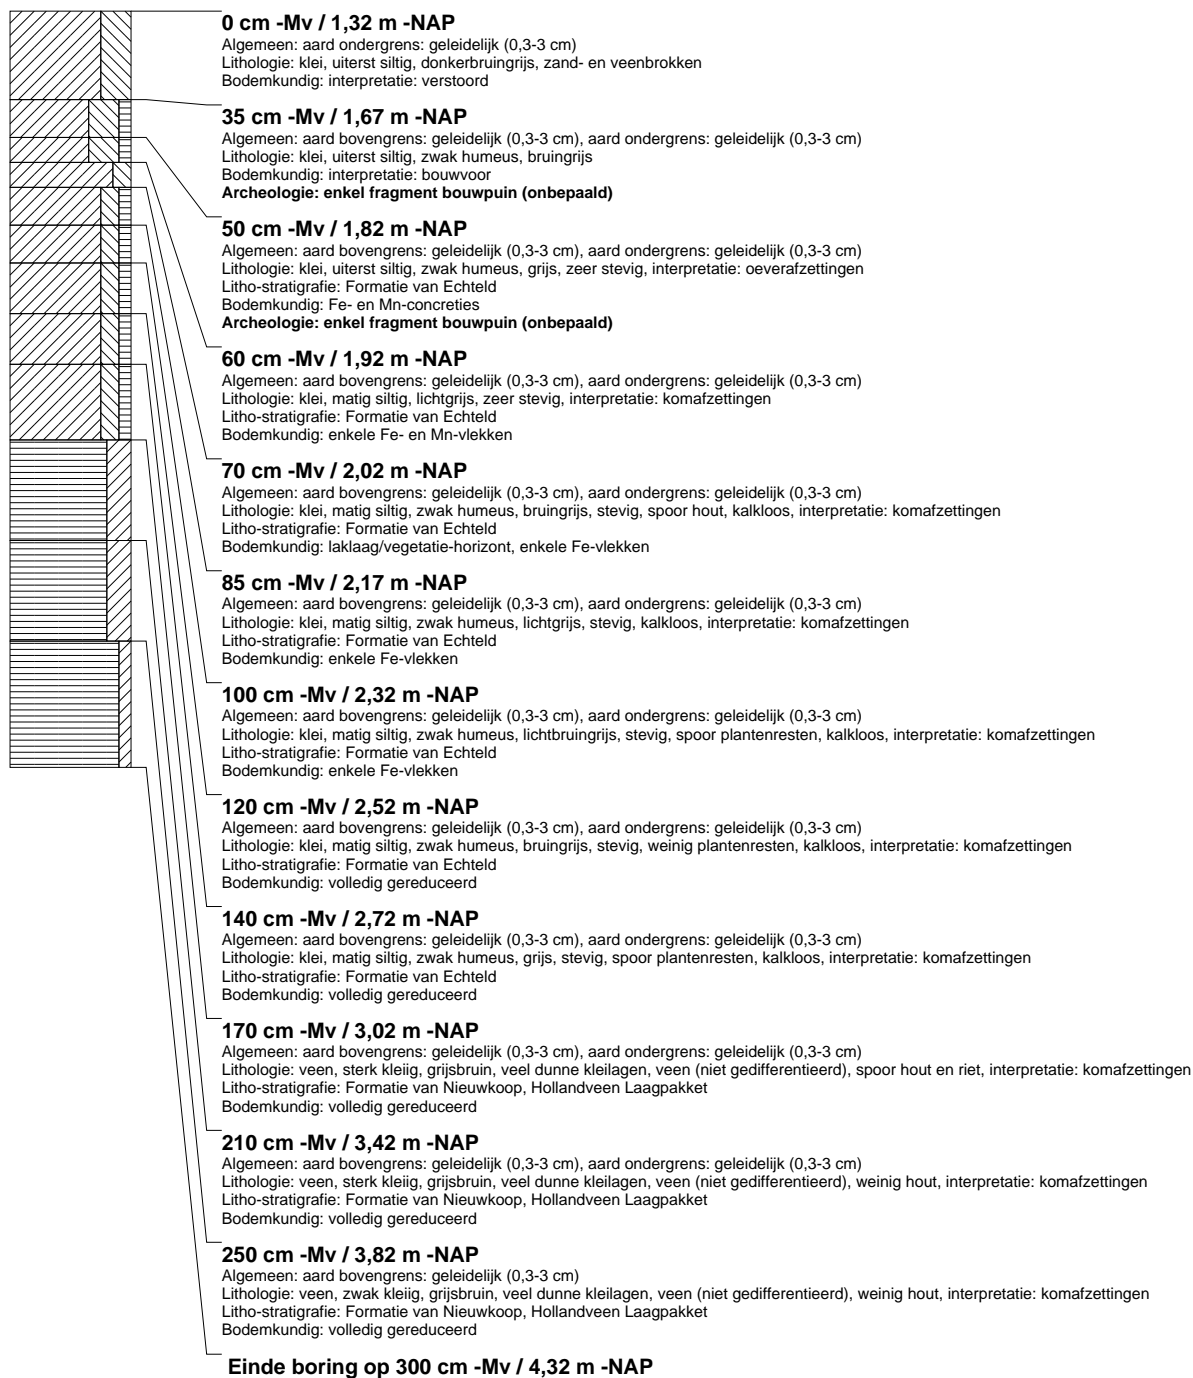 0 cm -Mv / 1,32 m -NAP
Algemeen: aard ondergrens: geleidelijk (0,3-3 cm)
Lithologie: klei, uiterst siltig, donkerbruingrijs, zand- en veenbrokken
Bodemkundig: interpretatie: verstoord
35 cm -Mv / 1,67 m -NAP
Algemeen: aard bovengrens: geleidelijk (0,3-3 cm), aard ondergrens: geleidelijk (0,3-3 cm)
Lithologie: klei, uiterst siltig, zwak humeus, bruingrijs
Bodemkundig: interpretatie: bouwvoor
Archeologie: enkel fragment bouwpuin (onbepaald)
50 cm -Mv / 1,82 m -NAP
Algemeen: aard bovengrens: geleidelijk (0,3-3 cm), aard ondergrens: geleidelijk (0,3-3 cm)
Lithologie: klei, uiterst siltig, zwak humeus, grijs, zeer stevig, interpretatie: oeverafzettingen
Litho-stratigrafie: Formatie van Echteld
Bodemkundig: Fe- en Mn-concreties
Archeologie: enkel fragment bouwpuin (onbepaald)
60 cm -Mv / 1,92 m -NAP
Algemeen: aard bovengrens: geleidelijk (0,3-3 cm), aard ondergrens: geleidelijk (0,3-3 cm)
Lithologie: klei, matig siltig, lichtgrijs, zeer stevig, interpretatie: komafzettingen
Litho-stratigrafie: Formatie van Echteld
Bodemkundig: enkele Fe- en Mn-vlekken
70 cm -Mv / 2,02 m -NAP
Algemeen: aard bovengrens: geleidelijk (0,3-3 cm), aard ondergrens: geleidelijk (0,3-3 cm)
Lithologie: klei, matig siltig, zwak humeus, bruingrijs, stevig, spoor hout, kalkloos, interpretatie: komafzettingen
Litho-stratigrafie: Formatie van Echteld
Bodemkundig: laklaag/vegetatie-horizont, enkele Fe-vlekken
85 cm -Mv / 2,17 m -NAP
Algemeen: aard bovengrens: geleidelijk (0,3-3 cm), aard ondergrens: geleidelijk (0,3-3 cm)
Lithologie: klei, matig siltig, zwak humeus, lichtgrijs, stevig, kalkloos, interpretatie: komafzettingen
Litho-stratigrafie: Formatie van Echteld
Bodemkundig: enkele Fe-vlekken
100 cm -Mv / 2,32 m -NAP
Algemeen: aard bovengrens: geleidelijk (0,3-3 cm), aard ondergrens: geleidelijk (0,3-3 cm)
Lithologie: klei, matig siltig, zwak humeus, lichtbruingrijs, stevig, spoor plantenresten, kalkloos, interpretatie: komafzettingen
Litho-stratigrafie: Formatie van Echteld
Bodemkundig: enkele Fe-vlekken
120 cm -Mv / 2,52 m -NAP
Algemeen: aard bovengrens: geleidelijk (0,3-3 cm), aard ondergrens: geleidelijk (0,3-3 cm)
Lithologie: klei, matig siltig, zwak humeus, bruingrijs, stevig, weinig plantenresten, kalkloos, interpretatie: komafzettingen
Litho-stratigrafie: Formatie van Echteld
Bodemkundig: volledig gereduceerd
140 cm -Mv / 2,72 m -NAP
Algemeen: aard bovengrens: geleidelijk (0,3-3 cm), aard ondergrens: geleidelijk (0,3-3 cm)
Lithologie: klei, matig siltig, zwak humeus, grijs, stevig, spoor plantenresten, kalkloos, interpretatie: komafzettingen
Litho-stratigrafie: Formatie van Echteld
Bodemkundig: volledig gereduceerd
170 cm -Mv / 3,02 m -NAP
Algemeen: aard bovengrens: geleidelijk (0,3-3 cm), aard ondergrens: geleidelijk (0,3-3 cm)
Lithologie: veen, sterk kleiig, grijsbruin, veel dunne kleilagen, veen (niet gedifferentieerd), spoor hout en riet, interpretatie: komafzettingen
Litho-stratigrafie: Formatie van Nieuwkoop, Hollandveen Laagpakket
Bodemkundig: volledig gereduceerd
210 cm -Mv / 3,42 m -NAP
Algemeen: aard bovengrens: geleidelijk (0,3-3 cm), aard ondergrens: geleidelijk (0,3-3 cm)
Lithologie: veen, sterk kleiig, grijsbruin, veel dunne kleilagen, veen (niet gedifferentieerd), weinig hout, interpretatie: komafzettingen
Litho-stratigrafie: Formatie van Nieuwkoop, Hollandveen Laagpakket
Bodemkundig: volledig gereduceerd
250 cm -Mv / 3,82 m -NAP
Algemeen: aard bovengrens: geleidelijk (0,3-3 cm)
Lithologie: veen, zwak kleiig, grijsbruin, veel dunne kleilagen, veen (niet gedifferentieerd), weinig hout, interpretatie: komafzettingen
Litho-stratigrafie: Formatie van Nieuwkoop, Hollandveen Laagpakket
Bodemkundig: volledig gereduceerd
Einde boring op 300 cm -Mv / 4,32 m -NAP